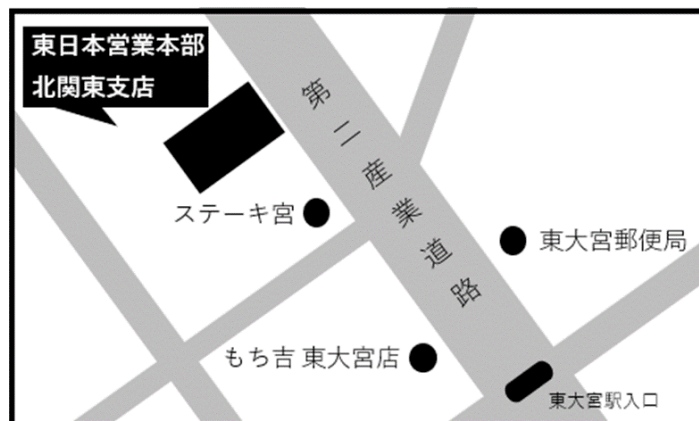 東日本営業本部
北関東支店
第二産業道路
ステーキ宮
東大宮郵便局
もち吉 東大宮店
東大宮駅入口